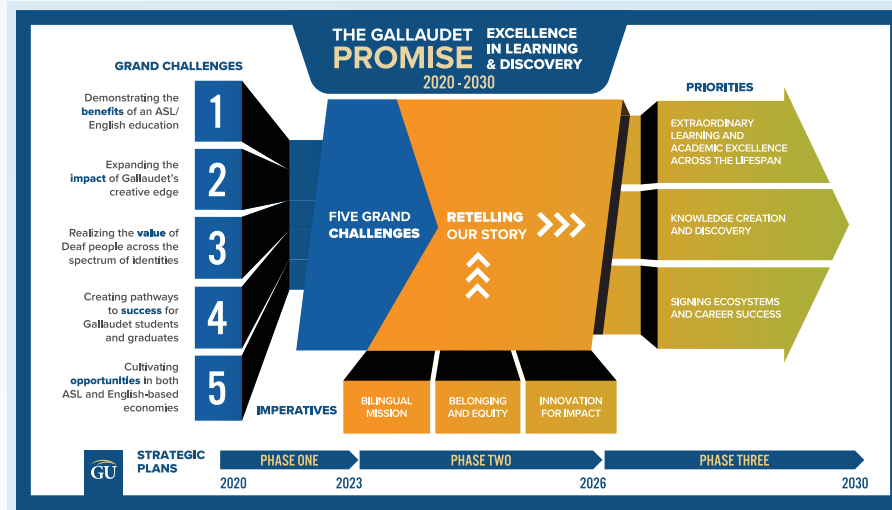 THE GALLAUDET
PROMISE
EXCELLENCE
IN LEARNING
& DISCOVERY
2020-2030
GRAND CHALLENGES
Demonstrating the
benefits of an ASL/
English education
1
Expanding the
impact of Gallaudet's
creative edge
2
Realizing the value of
Deaf people across the
spectrum of identities
3
Creating pathways
to success for
Gallaudet students
and graduates
4
Cultivating
opportunities in both
ASL and English-based
economies
5
FIVE GRAND
CHALLENGES
RETELLING
OUR STORY
PRIORITIES
EXTRAORDINARY
LEARNING AND
ACADEMIC EXCELLENCE
ACROSS THE LIFESPAN
KNOWLEDGE CREATION
AND DISCOVERY
SIGNING ECOSYSTEMS
AND CAREER SUCCESS
IMPERATIVES
BILINGUAL
MISSION
BELONGING
AND EQUITY
INNOVATION
FOR IMPACT
GU
STRATEGIC
PLANS
PHASE ONE
PHASE TWO
PHASE THREE
2020
2023
2026
2030